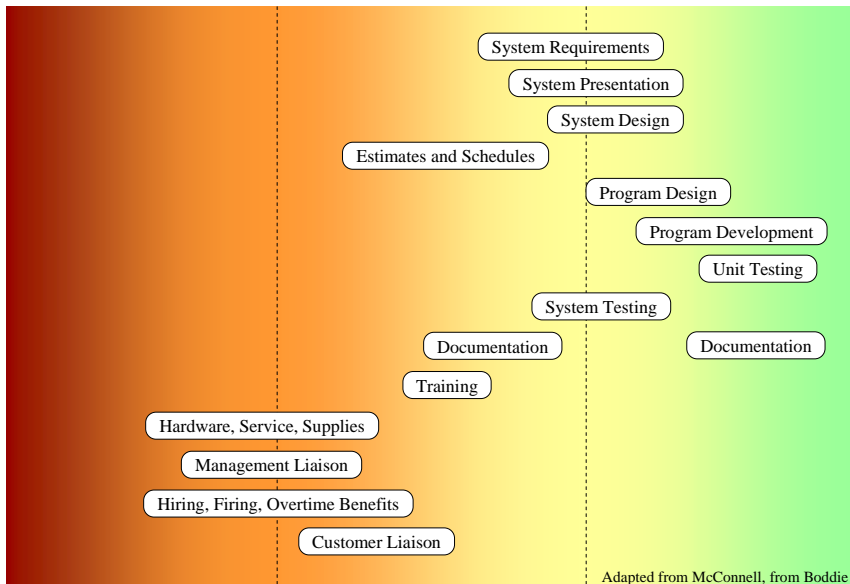 System Requirements
System Presentation
System Design
Estimates and Schedules
Program Design
Program Development
Unit Testing
System Testing
Documentation
Documentation
Training
Hardware, Service, Supplies
Management Liaison
Hiring, Firing, Overtime Benefits
Customer Liaison
Adapted from McConnell, from Boddie